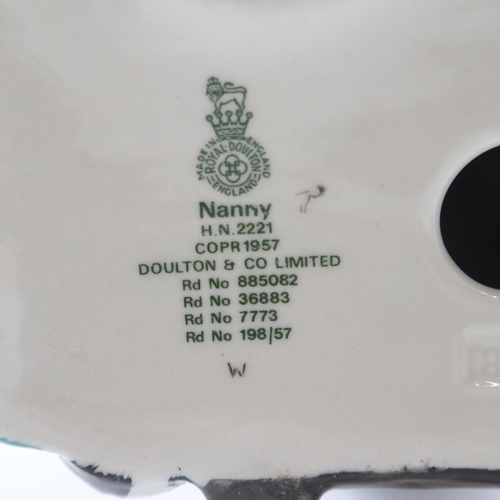 MADE IN ENGLAND
ROYAL·DOULTON
ENGLAND
Nanny
H.N.2221
COPR 1957
DOULTON & CO LIMITED
Rd No 885082
Rd No 36883
Rd No 7773
Rd No 198/57
W